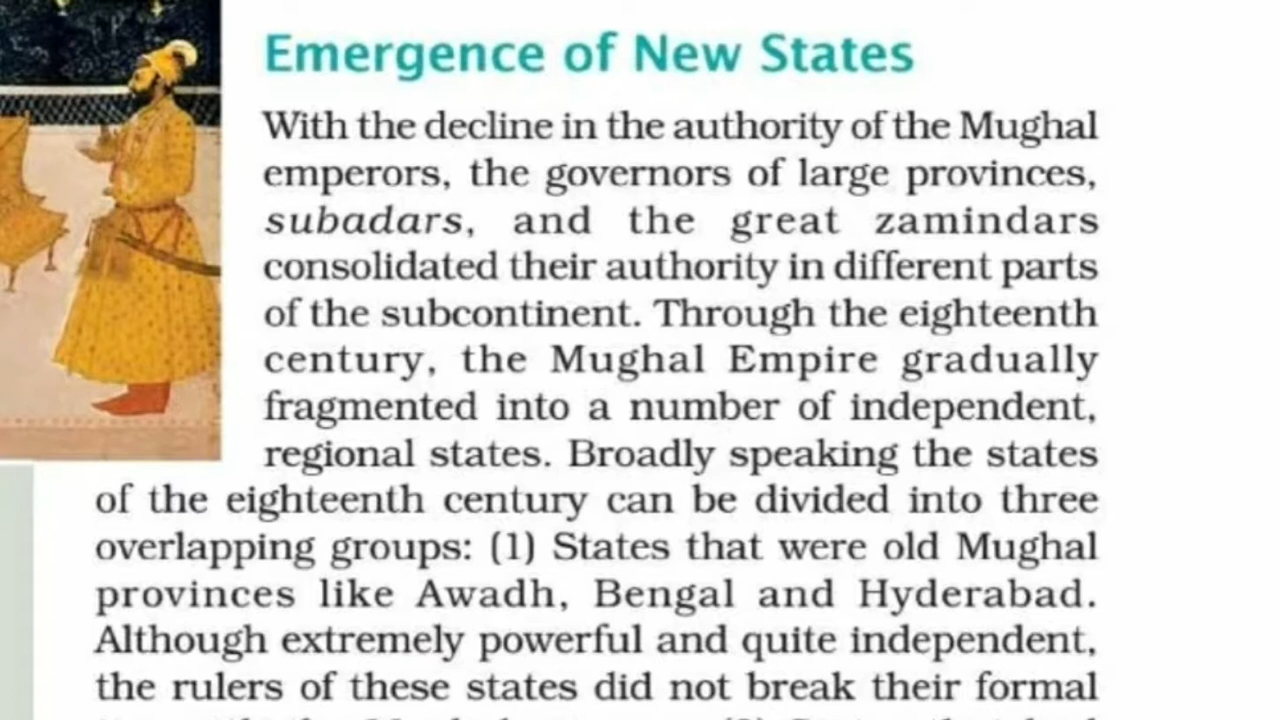 Emergence of New States
With the decline in the authority of the Mughal
emperors, the governors of large provinces,
subadars, and the great zamindars
consolidated their authority in different parts
of the subcontinent. Through the eighteenth
century, the Mughal Empire gradually
fragmented into a number of independent,
regional states. Broadly speaking the states
of the eighteenth century can be divided into three
overlapping groups: (1) States that were old Mughal
provinces like Awadh, Bengal and Hyderabad.
Although extremely powerful and quite independent,
the rulers of these states did not break their formal